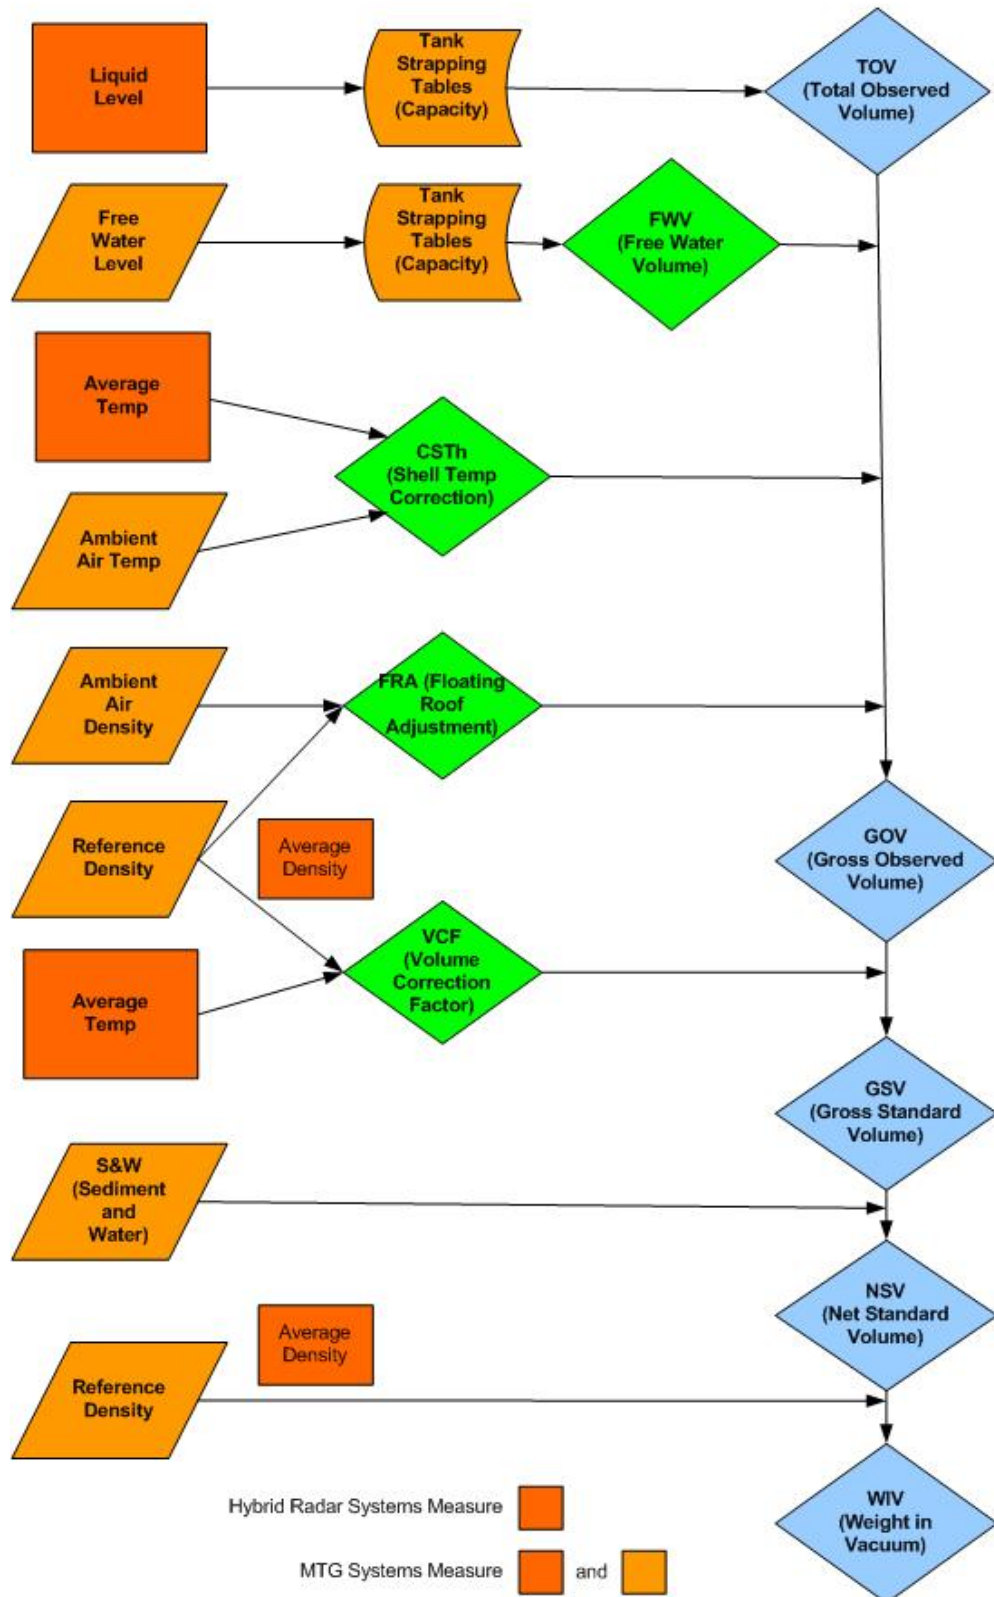 Liquid
Level
Tank
Strapping
Tables
(Capacity)
TOV
(Total Observed
Volume)
Free
Water
Level
Tank
Strapping
Tables
(Capacity)
FWV
(Free Water
Volume)
Average
Temp
CSTh
(Shell Temp
Correction)
Ambient
Air Temp
Ambient
Air
Density
FRA (Floating
Roof
Adjustment)
Reference
Density
Average
Density
GOV
(Gross Observed
Volume)
Average
Temp
VCF
(Volume
Correction
Factor)
GSV
(Gross Standard
Volume)
S&W
(Sediment
and
Water)
NSV
(Net Standard
Volume)
Average
Density
Reference
Density
WIV
(Weight in
Vacuum)
Hybrid Radar Systems Measure
MTG Systems Measure and